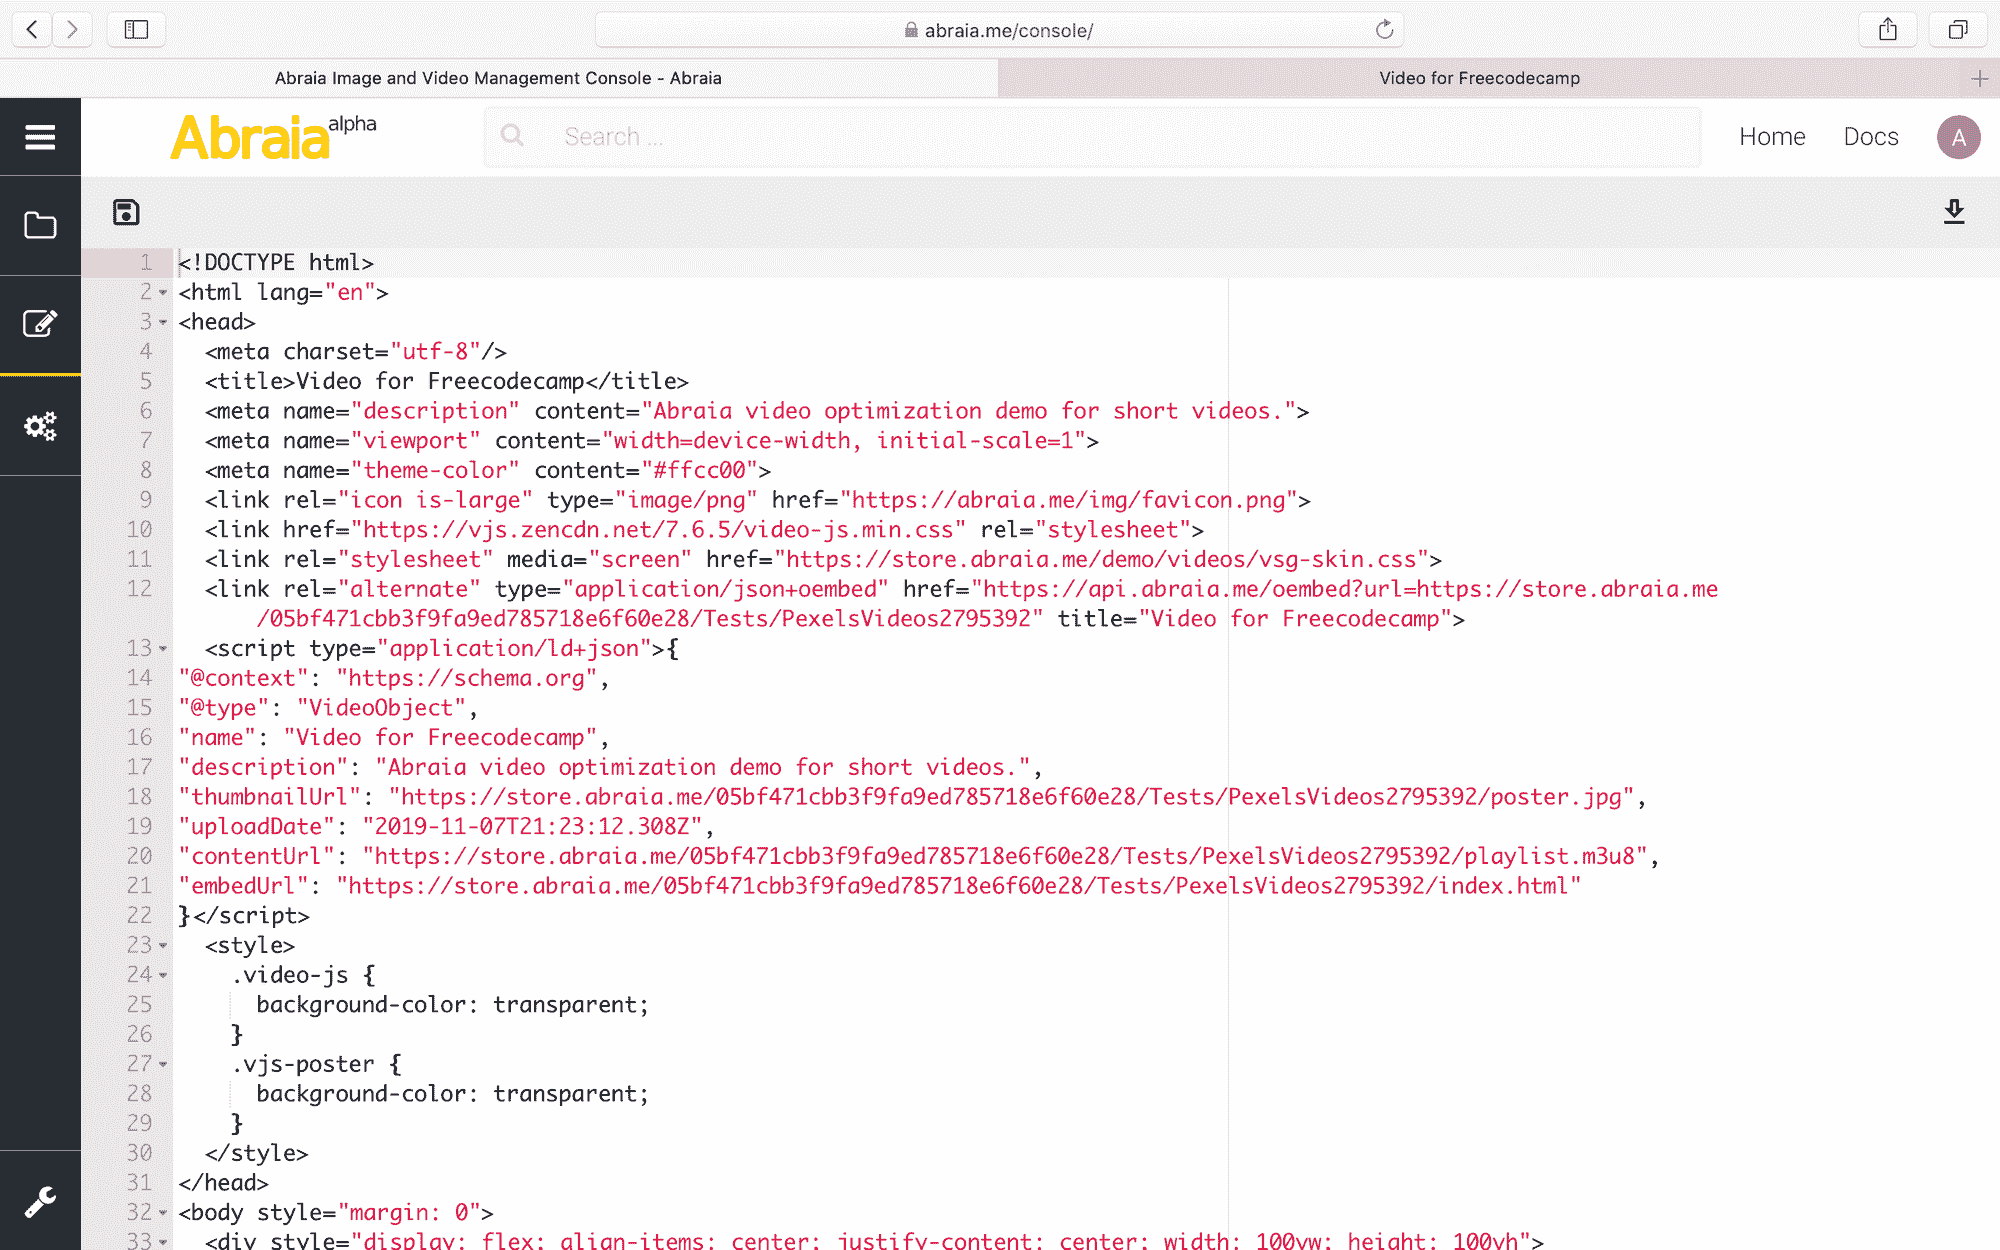 abraia.me/console/
Abraia Image and Video Management Console - Abraia
Video for Freecodecamp
Abraia alpha
Search ...
Home
Docs
A
1 <!DOCTYPE html>
2 <html lang="en">
3 <head>
4 <meta charset="utf-8"/>
5 <title>Video for Freecodecamp</title>
6 <meta name="description" content="Abraia video optimization demo for short videos.">
7 <meta name="viewport" content="width=device-width, initial-scale=1">
8 <meta name="theme-color" content="#ffcc00">
9 <link rel="icon is-large" type="image/png" href="https://abraia.me/img/favicon.png">
10 <link href="https://vjs.zencdn.net/7.6.5/video-js.min.css" rel="stylesheet">
11 <link rel="stylesheet" media="screen" href="https://store.abraia.me/demo/videos/vsg-skin.css">
12 <link rel="alternate" type="application/json+oembed" href="https://api.abraia.me/oembed?url=https://store.abraia.me
/05bf471cbb3f9fa9ed785718e6f60e28/Tests/PexelsVideos2795392" title="Video for Freecodecamp">
13 <script type="application/ld+json">{
14 "@context": "https://schema.org",
15 "@type": "VideoObject",
16 "name": "Video for Freecodecamp",
17 "description": "Abraia video optimization demo for short videos.",
18 "thumbnailUrl": "https://store.abraia.me/05bf471cbb3f9fa9ed785718e6f60e28/Tests/PexelsVideos2795392/poster.jpg",
19 "uploadDate": "2019-11-07T21:23:12.308Z",
20 "contentUrl": "https://store.abraia.me/05bf471cbb3f9fa9ed785718e6f60e28/Tests/PexelsVideos2795392/playlist.m3u8",
21 "embedUrl": "https://store.abraia.me/05bf471cbb3f9fa9ed785718e6f60e28/Tests/PexelsVideos2795392/index.html"
22 }</script>
23 <style>
24 .video-js {
25 background-color: transparent;
26 }
27 .vjs-poster {
28 background-color: transparent;
29 }
30 </style>
31 </head>
32 <body style="margin: 0">
33 <div style="display: flex; align-items: center; justify-content: center; width: 100vw; height: 100vh">